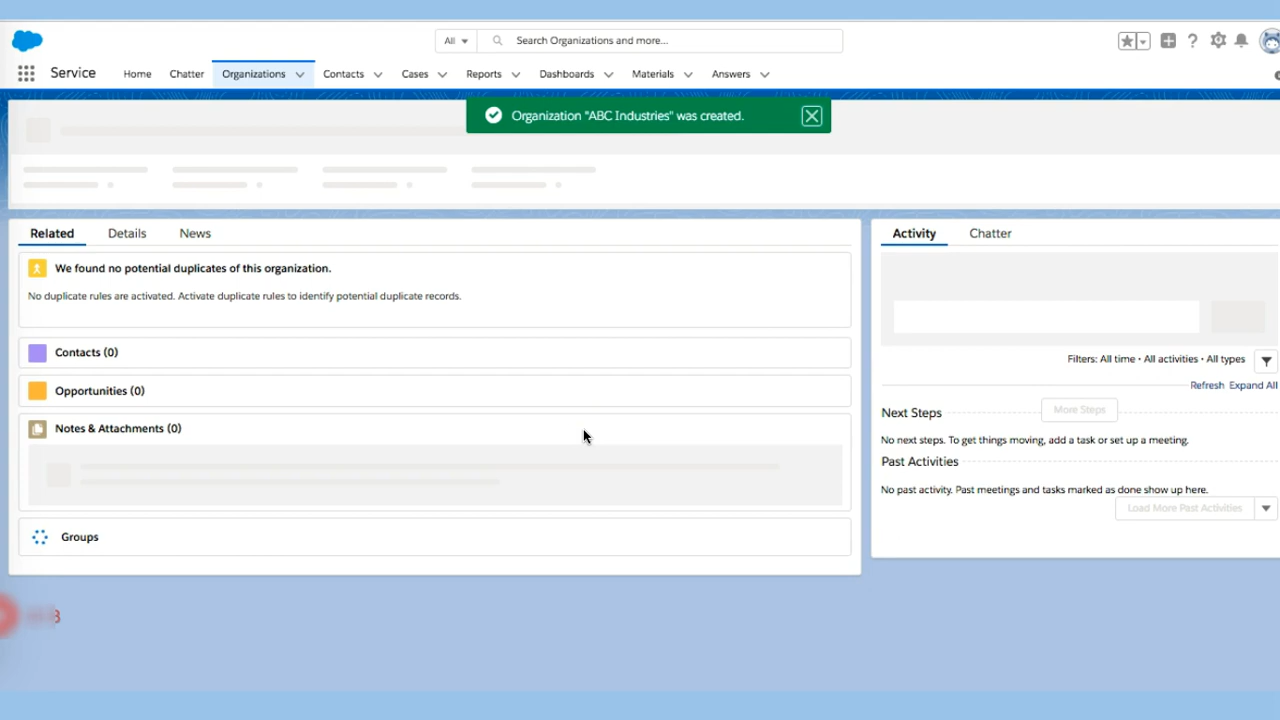 All
Search Organizations and more...
Service
Home
Chatter
Organizations
Contacts
Cases
Reports
Dashboards
Materials
Answers
Organization "ABC Industries" was created.
Related
Details
News
We found no potential duplicates of this organization.
No duplicate rules are activated. Activate duplicate rules to identify potential duplicate records.
Contacts (0)
Opportunities (0)
Notes & Attachments (0)
Groups
Activity
Chatter
Filters: All time • All activities • All types
Refresh Expand All
Next Steps
More Steps
No next steps. To get things moving, add a task or set up a meeting.
Past Activities
No past activity. Past meetings and tasks marked as done show up here.
Load More Past Activities